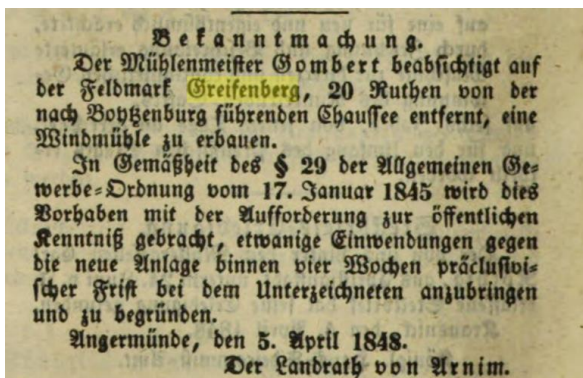 Bekanntmachung.
Der Mühlenmeister Gombert beabsichtigt auf
der Feldmark Greifenberg, 20 Ruthen von der
nach Boytzenburg führenden Chaussee entfernt, eine
Windmühle zu erbauen.
In Gemäßheit des § 29 der Allgemeinen Ge-
werbe-Ordnung vom 17. Januar 1845 wird dies
Vorhaben mit der Aufforderung zur öffentlichen
Kenntniß gebracht, etwanige Einwendungen gegen
die neue Anlage binnen vier Wochen präclusivi-
scher Frist bei dem Unterzeichneten anzubringen
und zu begründen.
Angermünde, den 5. April 1848.
Der Landrath von Arnim.